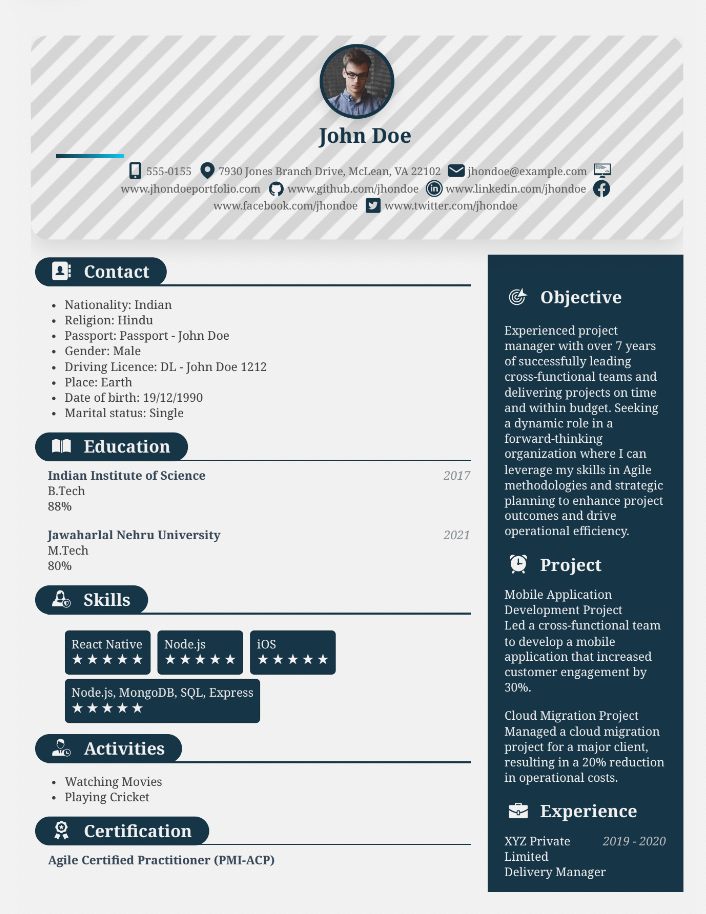 John Doe
555-0155 7930 Jones Branch Drive, McLean, VA 22102 jhondoe@example.com
www.jhondoeportfolio.com www.github.com/jhondoe www.linkedin.com/jhondoe
www.facebook.com/jhondoe www.twitter.com/jhondoe
Contact
• Nationality: Indian
• Religion: Hindu
• Passport: Passport - John Doe
• Gender: Male
• Driving Licence: DL - John Doe 1212
• Place: Earth
• Date of birth: 19/12/1990
• Marital status: Single
Education
Indian Institute of Science 2017
B.Tech
88%
Jawaharlal Nehru University 2021
M.Tech
80%
Skills
React Native Node.js iOS
★★★★★ ★★★★★ ★★★★★
Node.js, MongoDB, SQL, Express
★★★★★
Activities
• Watching Movies
• Playing Cricket
Certification
Agile Certified Practitioner (PMI-ACP)
Objective
Experienced project
manager with over 7 years
of successfully leading
cross-functional teams and
delivering projects on time
and within budget. Seeking
a dynamic role in a
forward-thinking
organization where I can
leverage my skills in Agile
methodologies and strategic
planning to enhance project
outcomes and drive
operational efficiency.
Project
Mobile Application
Development Project
Led a cross-functional team
to develop a mobile
application that increased
customer engagement by
30%.
Cloud Migration Project
Managed a cloud migration
project for a major client,
resulting in a 20% reduction
in operational costs.
Experience
XYZ Private 2019 - 2020
Limited
Delivery Manager